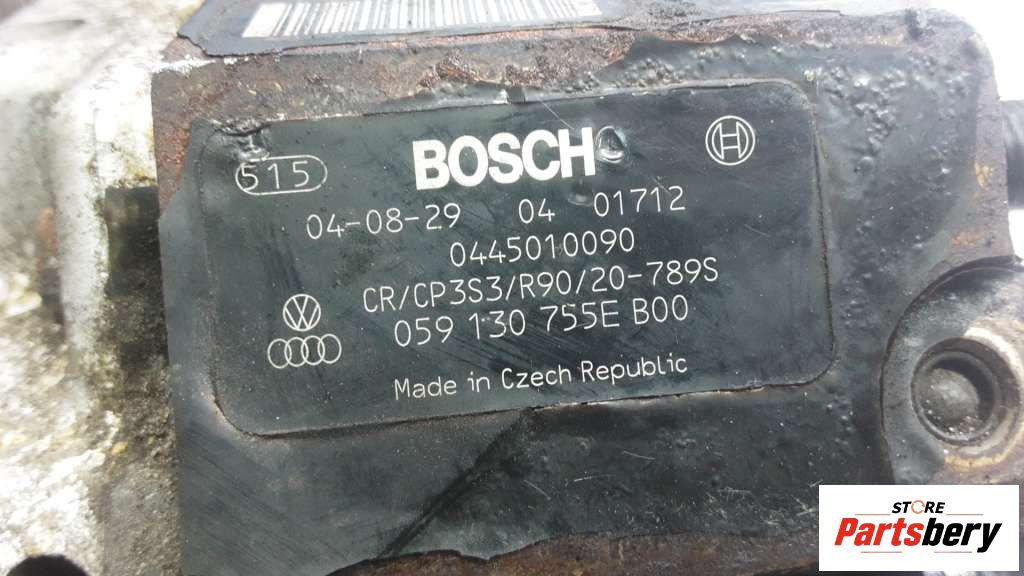 BOSCH
515
04-08-29 04 01712
0445010090
CR/CP3S3/R90/20-789S
059 130 755E B00
Made in Czech Republic
STORE
Partsbery